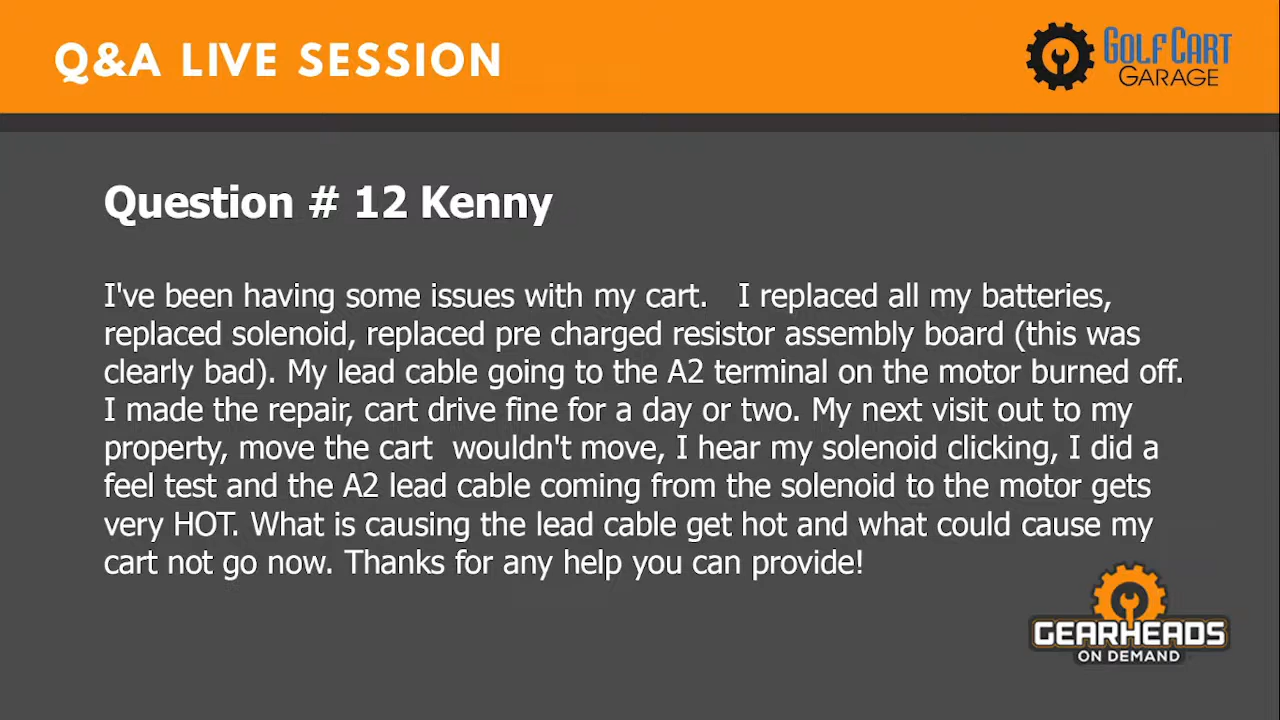 Q&A LIVE SESSION
GOLF CART
GARAGE
Question # 12 Kenny
I've been having some issues with my cart.   I replaced all my batteries,
replaced solenoid, replaced pre charged resistor assembly board (this was
clearly bad). My lead cable going to the A2 terminal on the motor burned off.
I made the repair, cart drive fine for a day or two. My next visit out to my
property, move the cart  wouldn't move, I hear my solenoid clicking, I did a
feel test and the A2 lead cable coming from the solenoid to the motor gets
very HOT. What is causing the lead cable get hot and what could cause my
cart not go now. Thanks for any help you can provide!
GEARHEADS
ON DEMAND